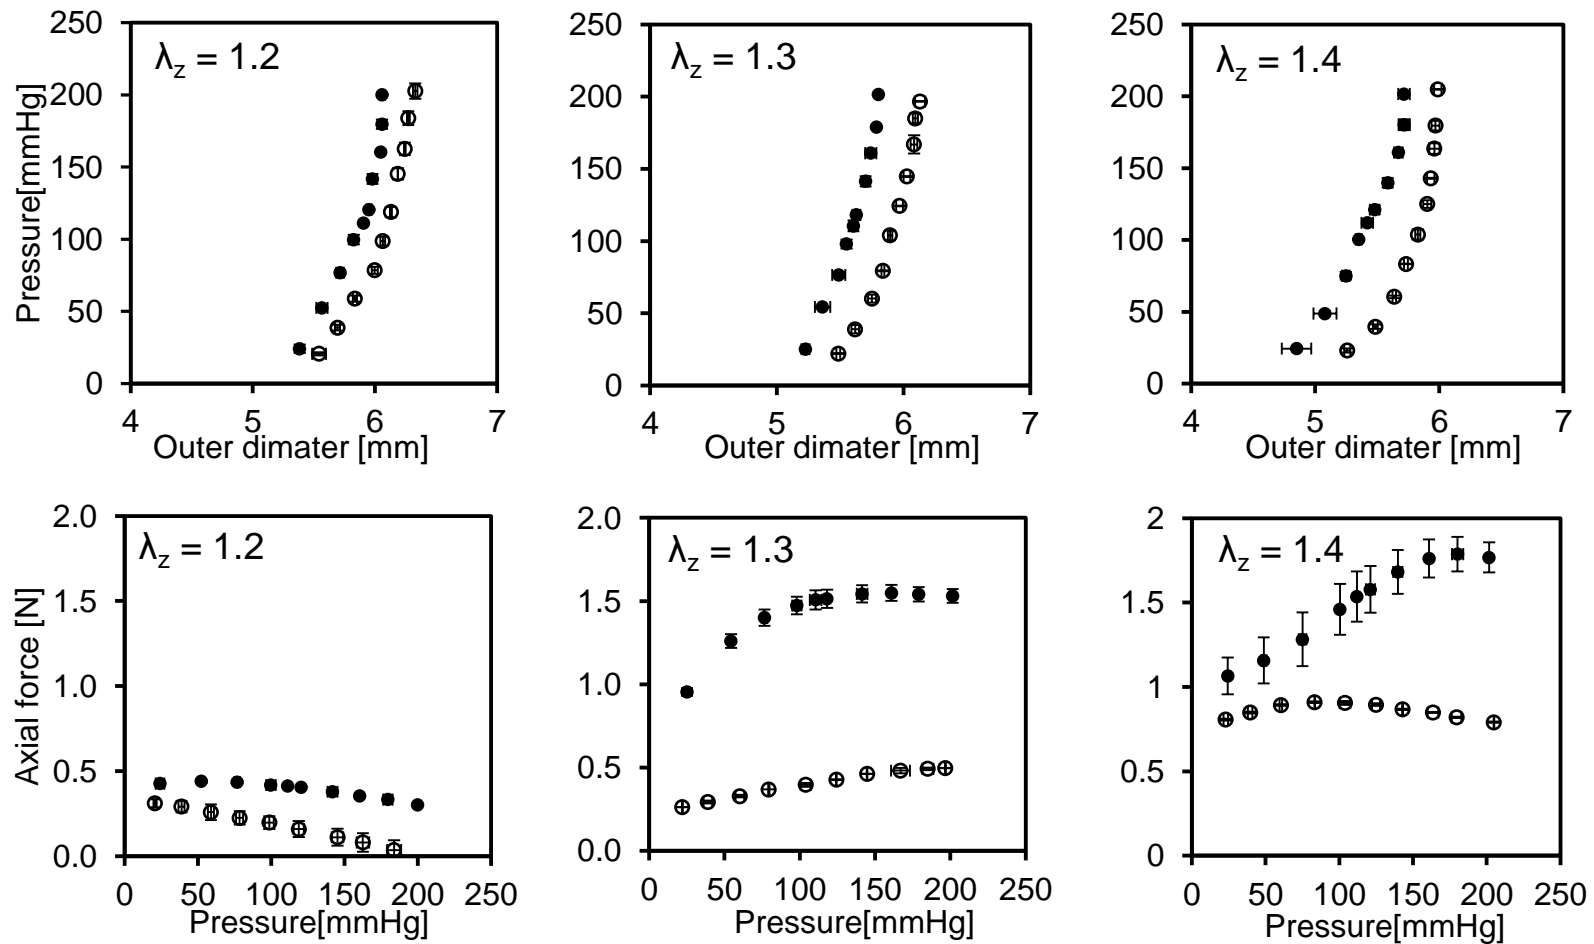 λz = 1.2
250
200
150
100
50
0
4 5 6 7
Pressure[mmHg]
Outer dimater [mm]
λz = 1.3
250
200
150
100
50
0
4 5 6 7
Outer dimater [mm]
λz = 1.4
250
200
150
100
50
0
4 5 6 7
Outer dimater [mm]
λz = 1.2
2.0
1.5
1.0
0.5
0.0
0 50 100 150 200 250
Axial force [N]
Pressure[mmHg]
λz = 1.3
2.0
1.5
1.0
0.5
0.0
0 50 100 150 200 250
Pressure[mmHg]
λz = 1.4
2
1.5
1
0.5
0
0 50 100 150 200 250
Pressure[mmHg]